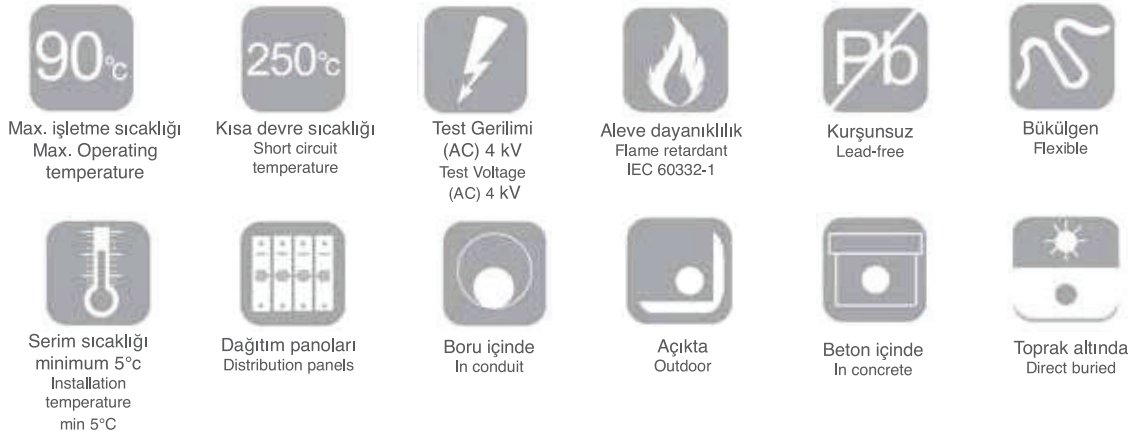 90°c
Max. işletme sıcaklığı
Max. Operating
temperature
250°c
Kısa devre sıcaklığı
Short circuit
temperature
Test Gerilimi
(AC) 4 kV
Test Voltage
(AC) 4 kV
Aleve dayanıklılık
Flame retardant
IEC 60332-1
Pb
Kurşunsuz
Lead-free
Bükülgen
Flexible
Serim sıcaklığı
minimum 5°c
Installation
temperature
min 5°C
Dağıtım panoları
Distribution panels
Boru içinde
In conduit
Açıkta
Outdoor
Beton içinde
In concrete
Toprak altında
Direct buried